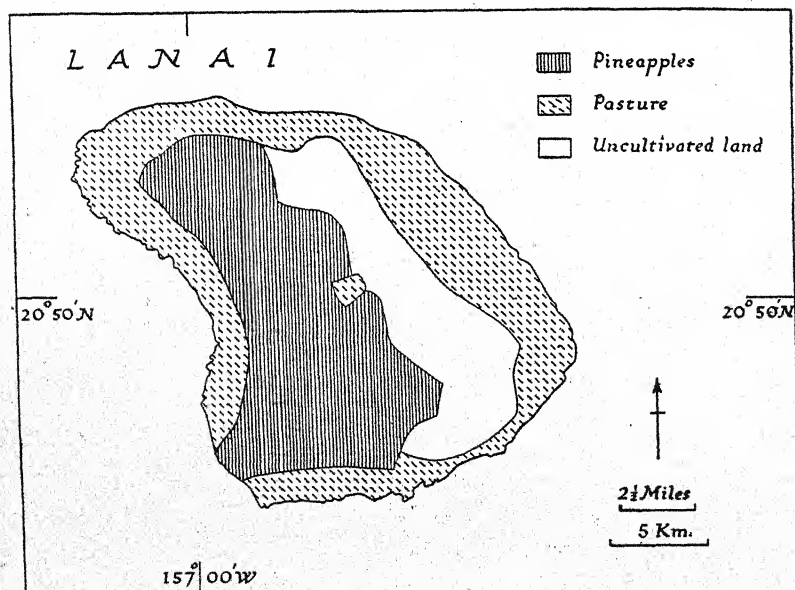 LANAI
Pineapples
Pasture
Uncultivated land
20°50'N
20°50'N
2½ Miles
5 Km.
157°00'W